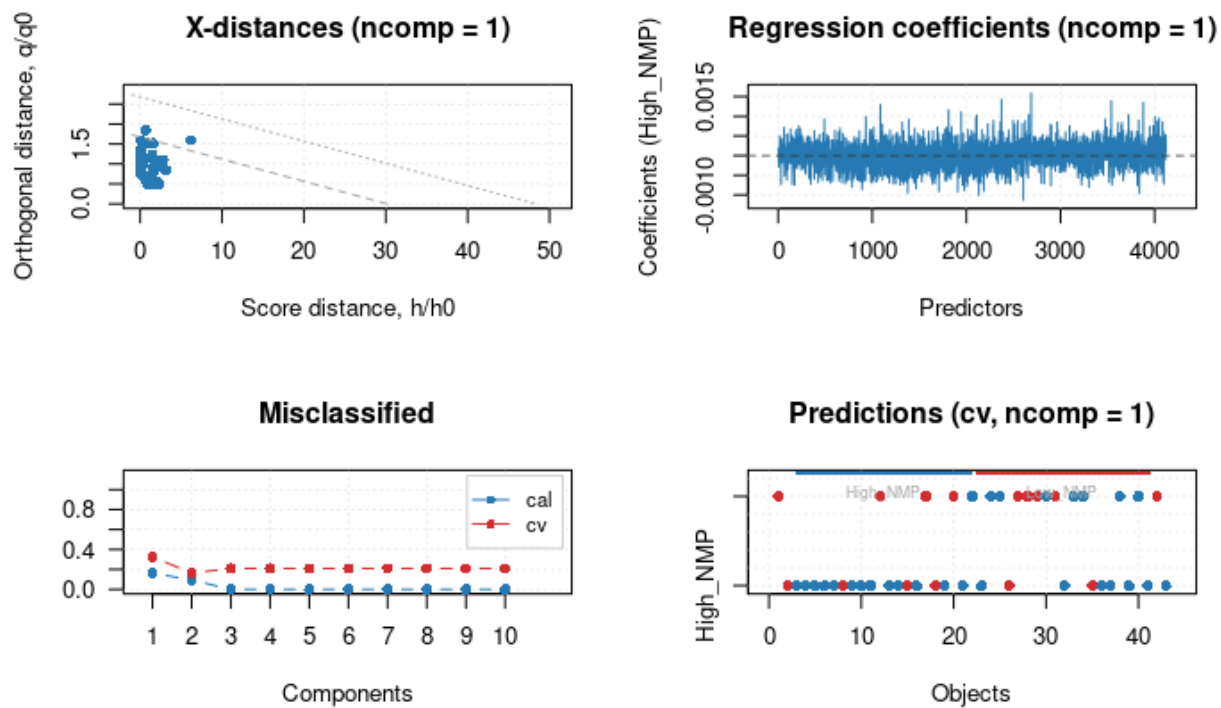 X-distances (ncomp = 1)
Orthogonal distance, q/q0
1.5
0.0
0 10 20 30 40 50
Score distance, h/h0
Regression coefficients (ncomp = 1)
Coefficients (High_NMP)
0.0015
-0.0010
0 1000 2000 3000 4000
Predictors
Misclassified
0.8
0.4
0.0
cal
cv
1 2 3 4 5 6 7 8 9 10
Components
Predictions (cv, ncomp = 1)
High_NMP
High_NMP
0 10 20 30 40
Objects